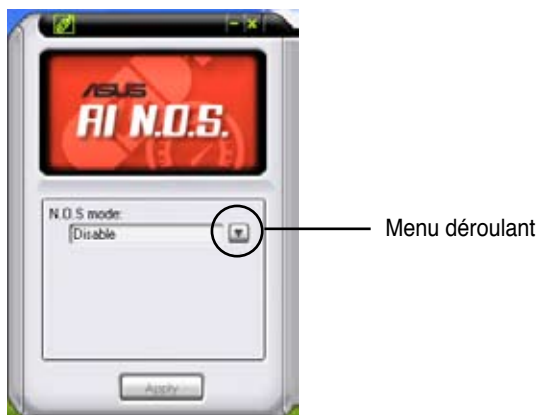 ASUS
AI N.O.S.
N.O.S mode:
Disable
Menu déroulant
Apply